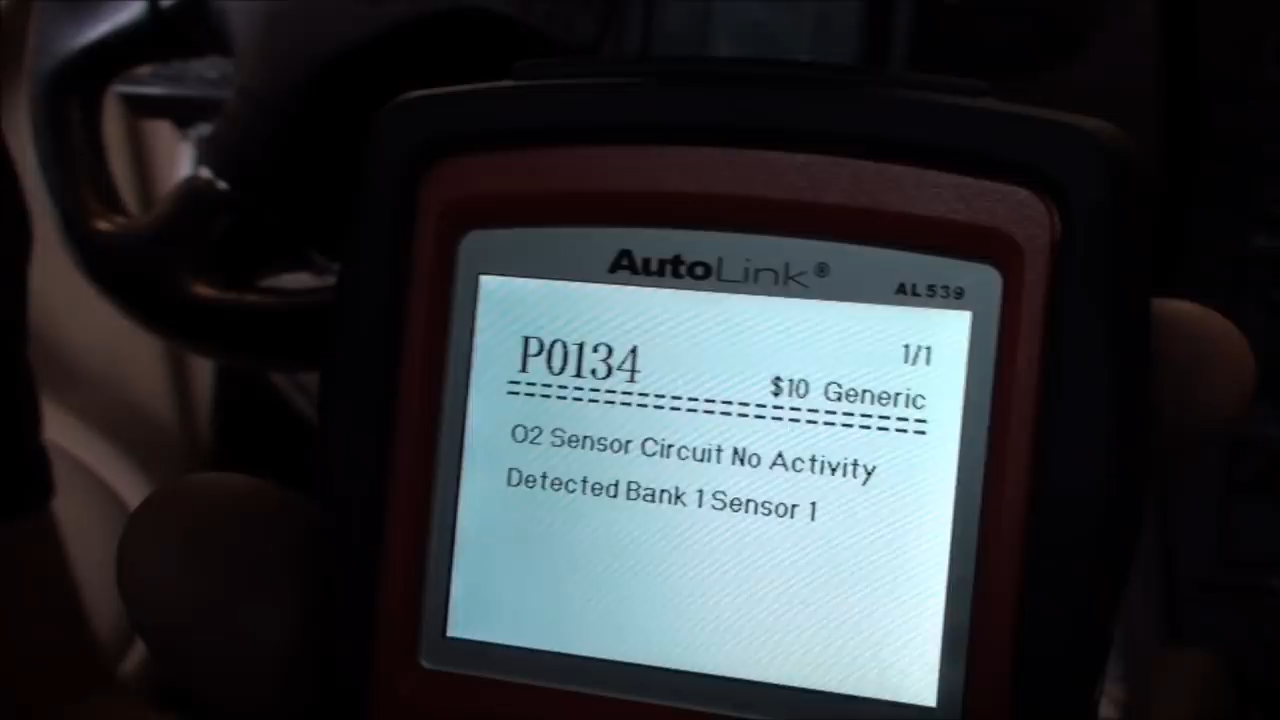 AutoLink®
AL539
P0134
1/1
$10 Generic
O2 Sensor Circuit No Activity
Detected Bank 1 Sensor 1